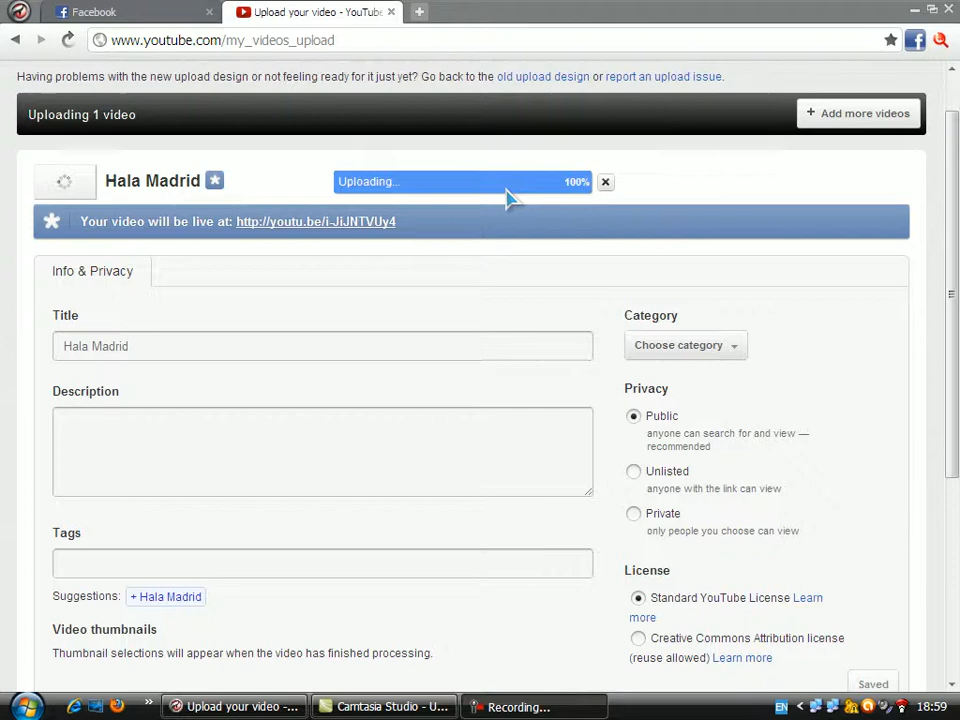 Facebook
Upload your video - YouTube
www.youtube.com/my_videos_upload
Having problems with the new upload design or not feeling ready for it just yet? Go back to the old upload design or report an upload issue.
Uploading 1 video
+ Add more videos
Hala Madrid
Uploading... 100%
Your video will be live at: http://youtu.be/i-JiJNTVUy4
Info & Privacy
Title
Hala Madrid
Description
Tags
Suggestions: + Hala Madrid
Video thumbnails
Thumbnail selections will appear when the video has finished processing.
Category
Choose category
Privacy
Public
anyone can search for and view —
recommended
Unlisted
anyone with the link can view
Private
only people you choose can view
License
Standard YouTube License Learn
more
Creative Commons Attribution license
(reuse allowed) Learn more
Saved
Upload your video -...
Camtasia Studio - U...
Recording...
EN
18:59